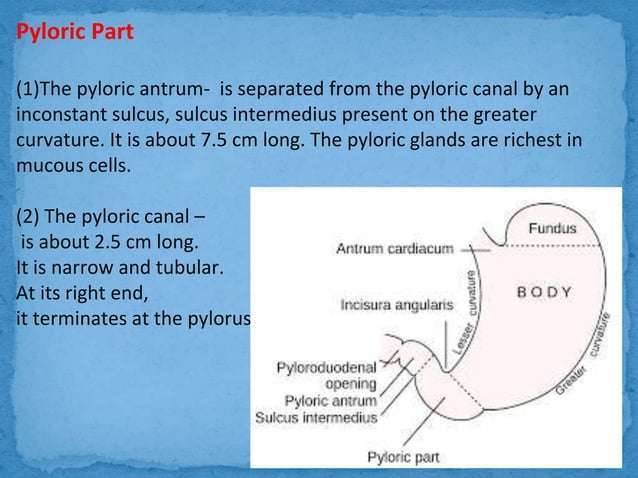 Pyloric Part
(1)The pyloric antrum- is separated from the pyloric canal by an
inconstant sulcus, sulcus intermedius present on the greater
curvature. It is about 7.5 cm long. The pyloric glands are richest in
mucous cells.
(2) The pyloric canal –
is about 2.5 cm long.
It is narrow and tubular.
At its right end,
it terminates at the pylorus
Fundus
Antrum cardiacum
BODY
Incisura angularis
Lesser curvature
Greater curvature
Pyloroduodenal
opening
Pyloric antrum
Sulcus intermedius
Pyloric part